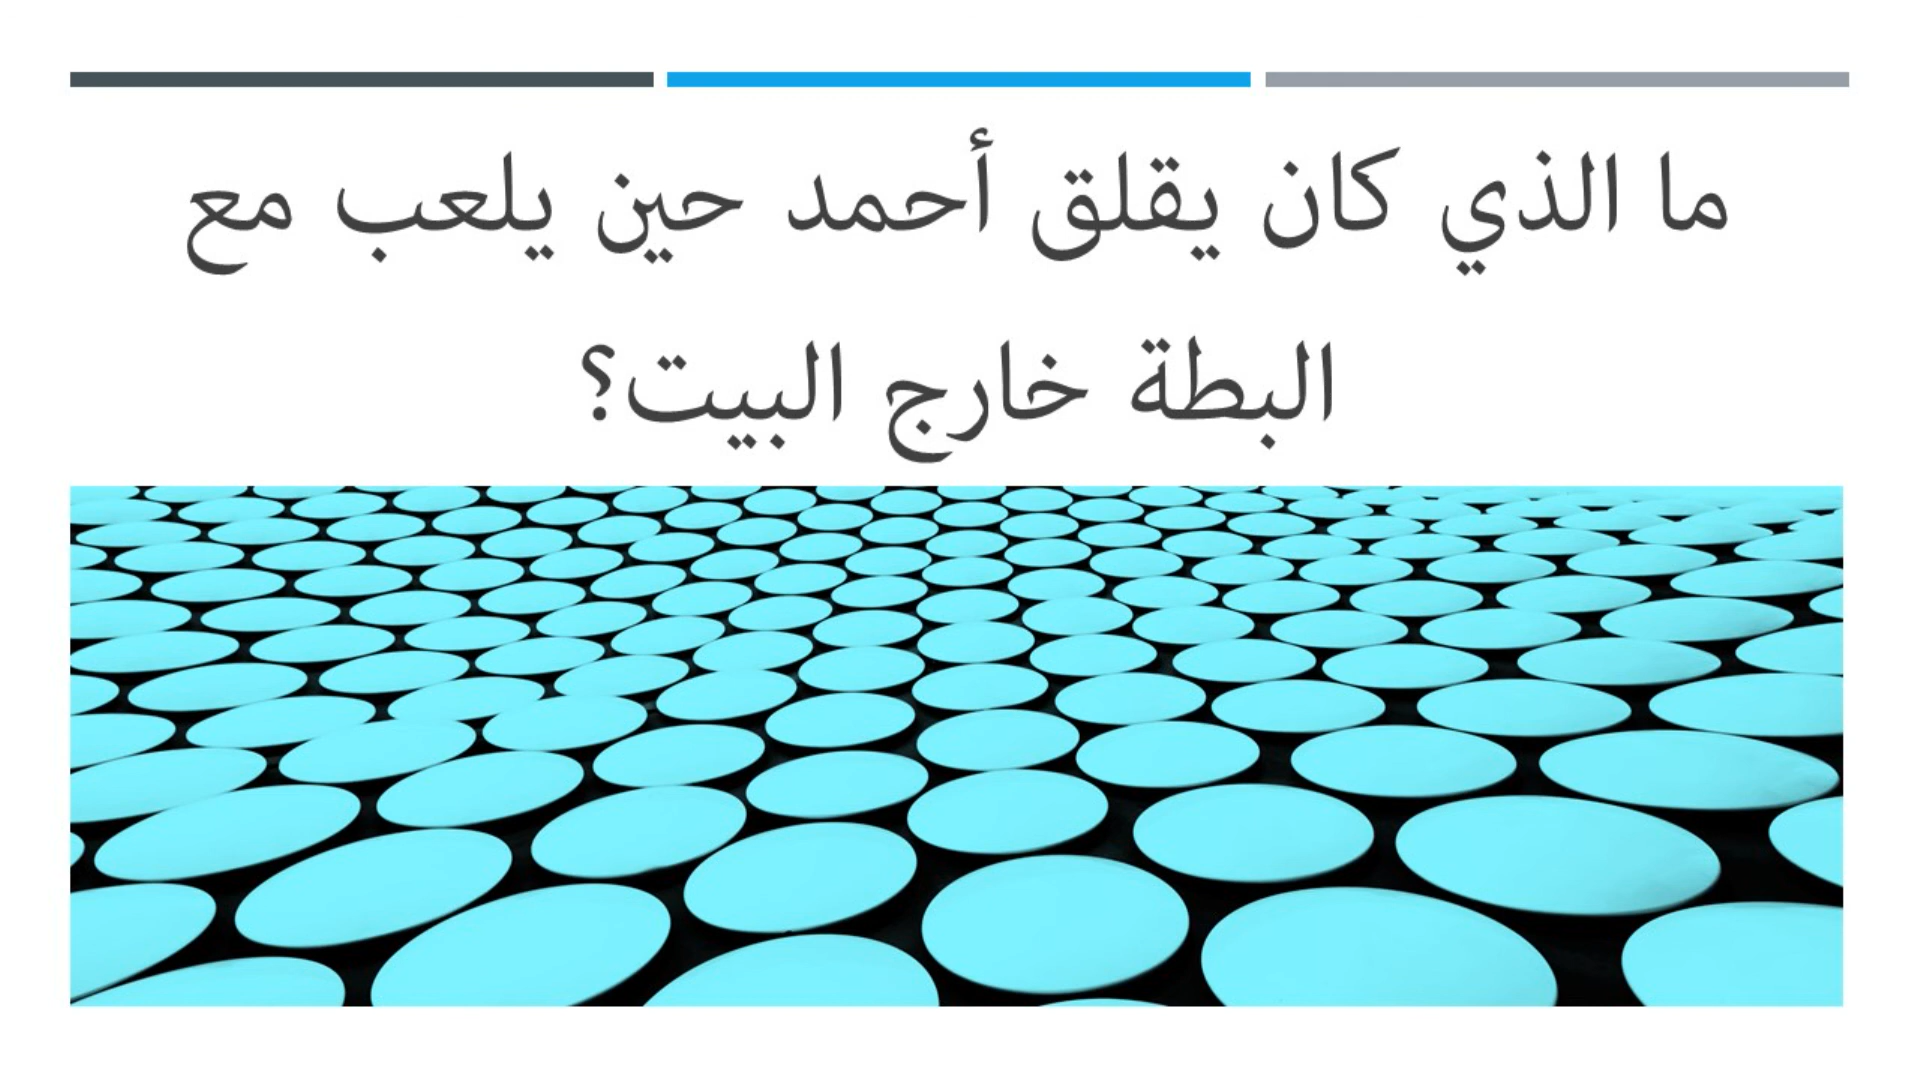 ما الذي كان يقلق أحمد حين يلعب مع
البطة خارج البيت؟